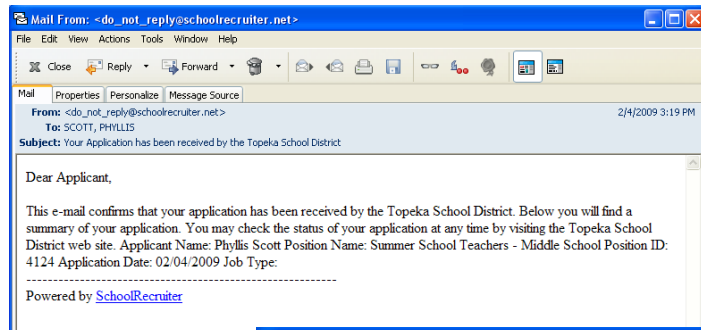 Mail From: <do_not_reply@schoolrecruiter.net>
File Edit View Actions Tools Window Help
Close Reply Forward
Mail Properties Personalize Message Source
From: <do_not_reply@schoolrecruiter.net> 2/4/2009 3:19 PM
To: SCOTT, PHYLLIS
Subject: Your Application has been received by the Topeka School District
Dear Applicant,
This e-mail confirms that your application has been received by the Topeka School District. Below you will find a
summary of your application. You may check the status of your application at any time by visiting the Topeka School
District web site. Applicant Name: Phyllis Scott Position Name: Summer School Teachers - Middle School Position ID:
4124 Application Date: 02/04/2009 Job Type:
--------------------------------------------------------
Powered by SchoolRecruiter